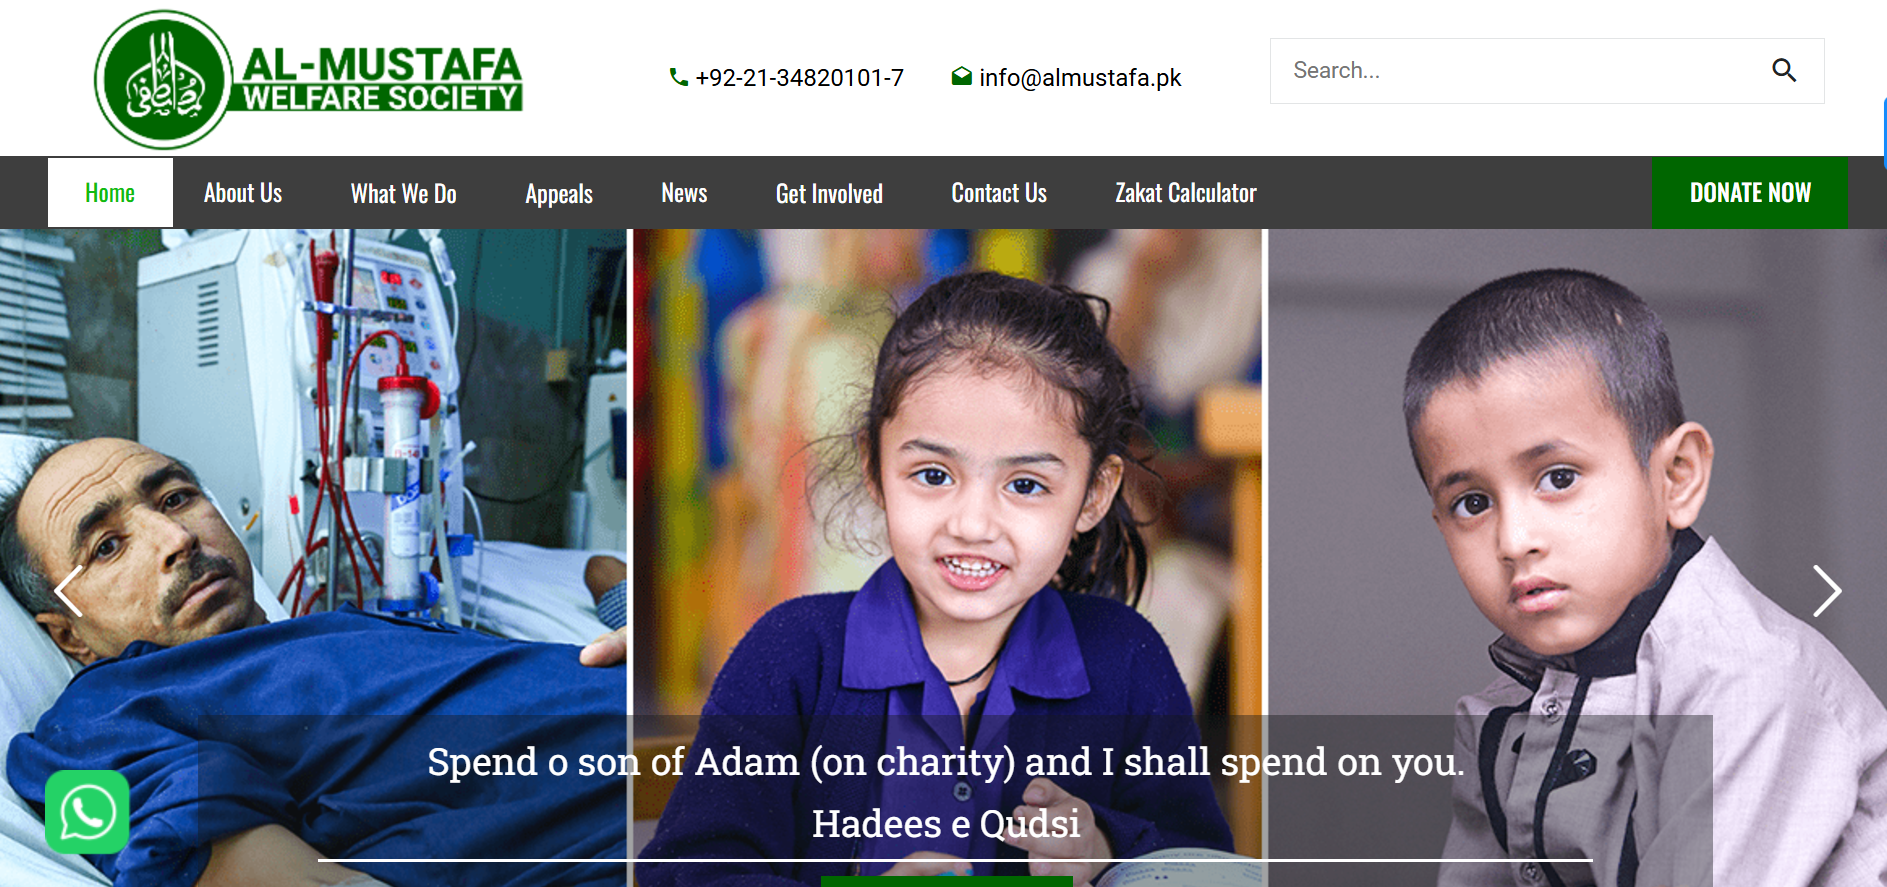 AL-MUSTAFA
WELFARE SOCIETY
+92-21-34820101-7
info@almustafa.pk
Search...
Home
About Us
What We Do
Appeals
News
Get Involved
Contact Us
Zakat Calculator
DONATE NOW
Spend o son of Adam (on charity) and I shall spend on you.
Hadees e Qudsi